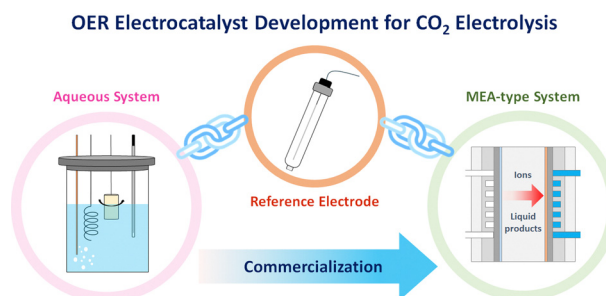 OER Electrocatalyst Development for CO₂ Electrolysis
Aqueous System
MEA-type System
Reference Electrode
Ions
Liquid
products
Commercialization